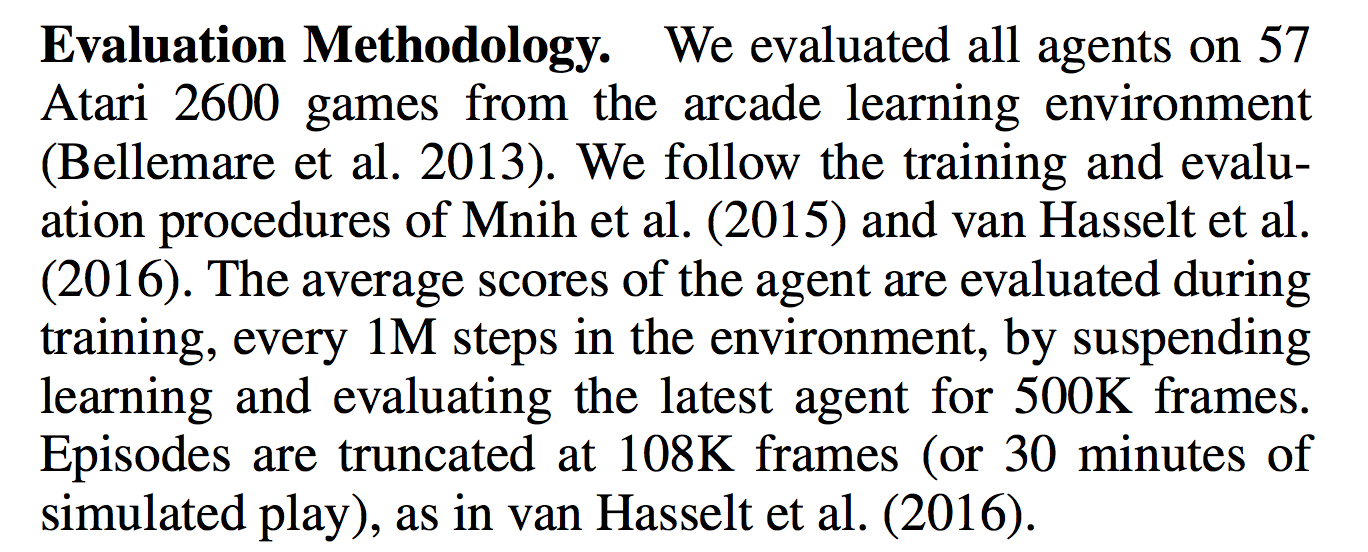 Evaluation Methodology. We evaluated all agents on 57
Atari 2600 games from the arcade learning environment
(Bellemare et al. 2013). We follow the training and evalu-
ation procedures of Mnih et al. (2015) and van Hasselt et al.
(2016). The average scores of the agent are evaluated during
training, every 1M steps in the environment, by suspending
learning and evaluating the latest agent for 500K frames.
Episodes are truncated at 108K frames (or 30 minutes of
simulated play), as in van Hasselt et al. (2016).